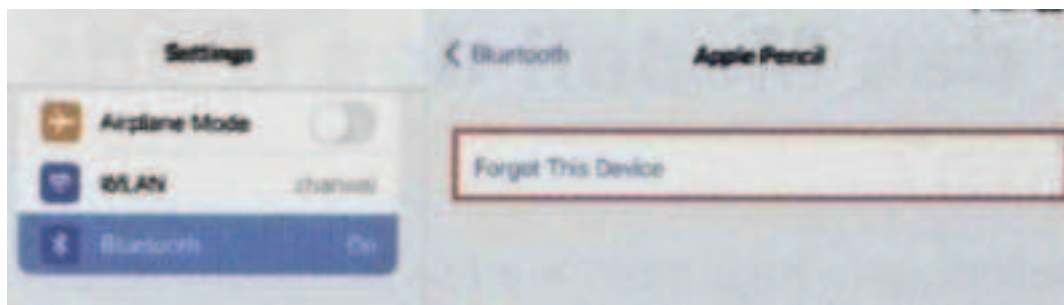 Settings
Airplane Mode
WLAN
Bluetooth On
< Bluetooth Apple Pencil
Forget This Device